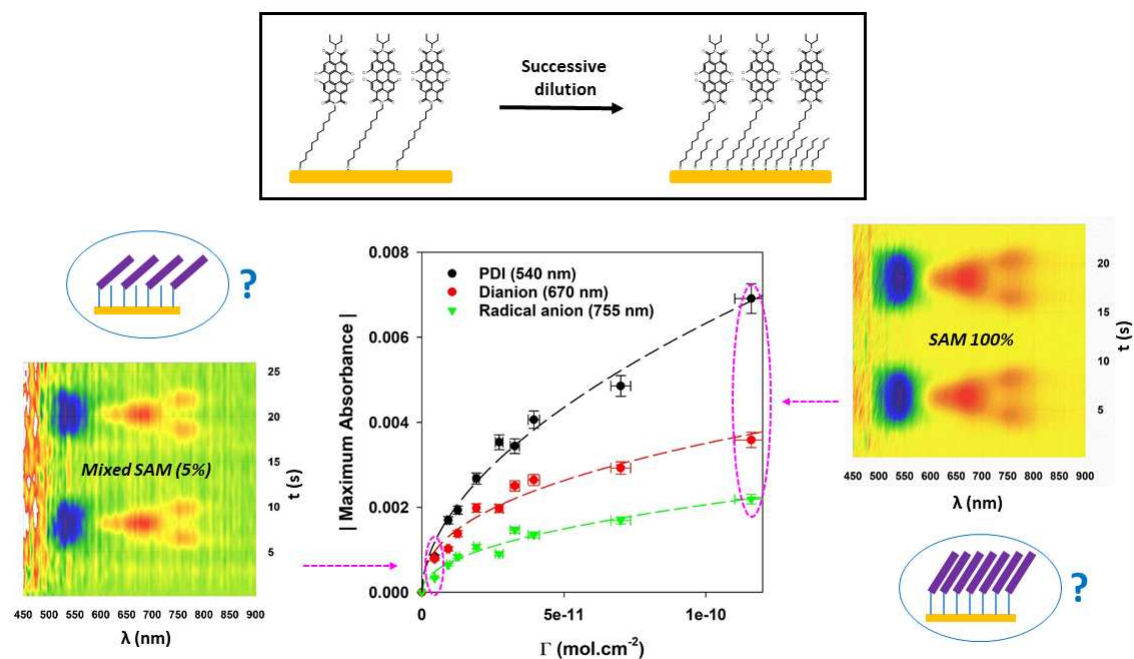 Successive
dilution
?
25
20
15
10
5
t (s)
Mixed SAM (5%)
450 500 550 600 650 700 750 800 850 900
λ (nm)
0.008
0.006
0.004
0.002
0.000
| Maximum Absorbance |
PDI (540 nm)
Dianion (670 nm)
Radical anion (755 nm)
0 5e-11 1e-10
Γ (mol.cm⁻²)
20
15
10
5
t (s)
SAM 100%
450 500 550 600 650 700 750 800 850 900
λ (nm)
?